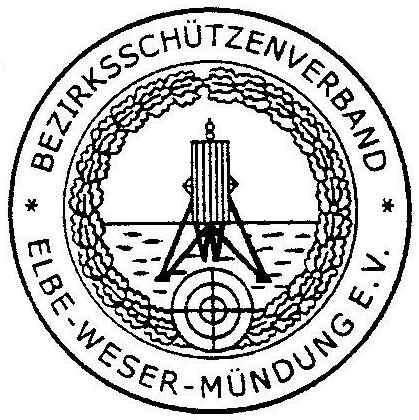 BEZIRKSSCHÜTZENVERBAND
* ELBE-WESER-MÜNDUNG E.V. *